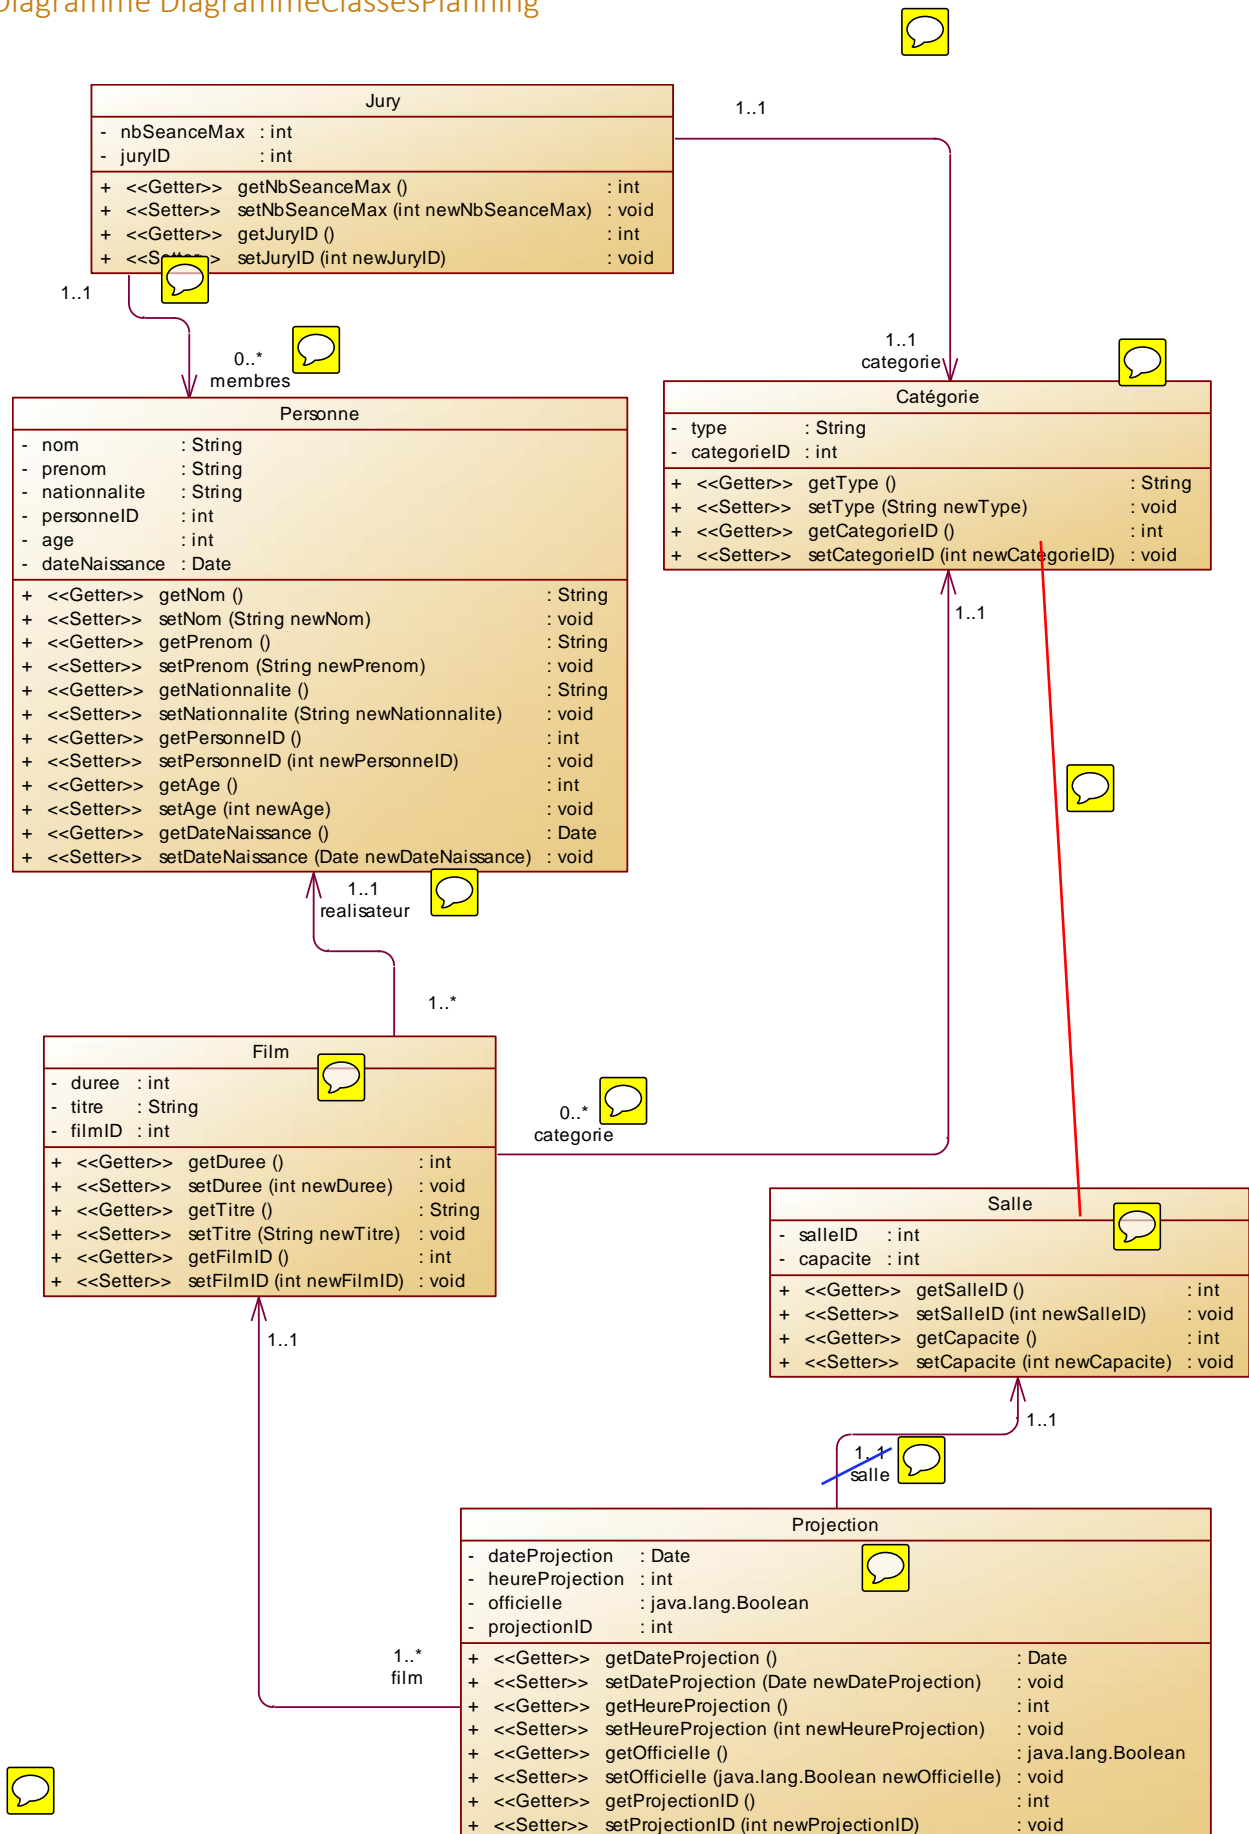 Diagramme DiagrammeClassesPlanning
Jury
- nbSeanceMax : int
- juryID : int
+ <<Getter>> getNbSeanceMax () : int
+ <<Setter>> setNbSeanceMax (int newNbSeanceMax) : void
+ <<Getter>> getJuryID () : int
+ <<Setter>> setJuryID (int newJuryID) : void
1..1
1..1
0..*
membres
1..1
categorie
Personne
- nom : String
- prenom : String
- nationnalite : String
- personneID : int
- age : int
- dateNaissance : Date
+ <<Getter>> getNom () : String
+ <<Setter>> setNom (String newNom) : void
+ <<Getter>> getPrenom () : String
+ <<Setter>> setPrenom (String newPrenom) : void
+ <<Getter>> getNationnalite () : String
+ <<Setter>> setNationnalite (String newNationnalite) : void
+ <<Getter>> getPersonneID () : int
+ <<Setter>> setPersonneID (int newPersonneID) : void
+ <<Getter>> getAge () : int
+ <<Setter>> setAge (int newAge) : void
+ <<Getter>> getDateNaissance () : Date
+ <<Setter>> setDateNaissance (Date newDateNaissance) : void
Catégorie
- type : String
- categorieID : int
+ <<Getter>> getType () : String
+ <<Setter>> setType (String newType) : void
+ <<Getter>> getCategorieID () : int
+ <<Setter>> setCategorieID (int newCategorieID) : void
1..1
1..1
realisateur
1..*
Film
- duree : int
- titre : String
- filmID : int
+ <<Getter>> getDuree () : int
+ <<Setter>> setDuree (int newDuree) : void
+ <<Getter>> getTitre () : String
+ <<Setter>> setTitre (String newTitre) : void
+ <<Getter>> getFilmID () : int
+ <<Setter>> setFilmID (int newFilmID) : void
0..*
categorie
1..1
Salle
- salleID : int
- capacite : int
+ <<Getter>> getSalleID () : int
+ <<Setter>> setSalleID (int newSalleID) : void
+ <<Getter>> getCapacite () : int
+ <<Setter>> setCapacite (int newCapacite) : void
1..1
1..1
salle
Projection
- dateProjection : Date
- heureProjection : int
- officielle : java.lang.Boolean
- projectionID : int
+ <<Getter>> getDateProjection () : Date
+ <<Setter>> setDateProjection (Date newDateProjection) : void
+ <<Getter>> getHeureProjection () : int
+ <<Setter>> setHeureProjection (int newHeureProjection) : void
+ <<Getter>> getOfficielle () : java.lang.Boolean
+ <<Setter>> setOfficielle (java.lang.Boolean newOfficielle) : void
+ <<Getter>> getProjectionID () : int
+ <<Setter>> setProjectionID (int newProjectionID) : void
1..*
film